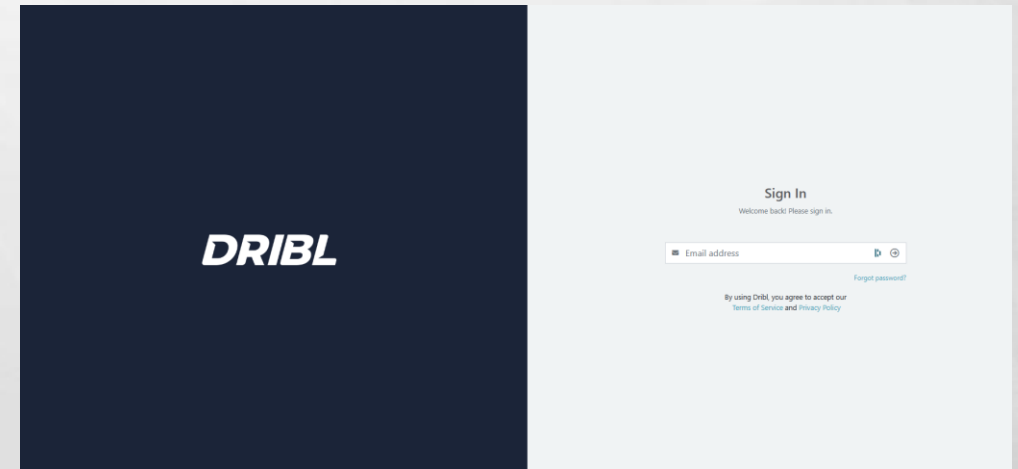 DRIBL
Sign In
Welcome back! Please sign in.
Email address
Forgot password?
By using Dribl, you agree to accept our
Terms of Service and Privacy Policy